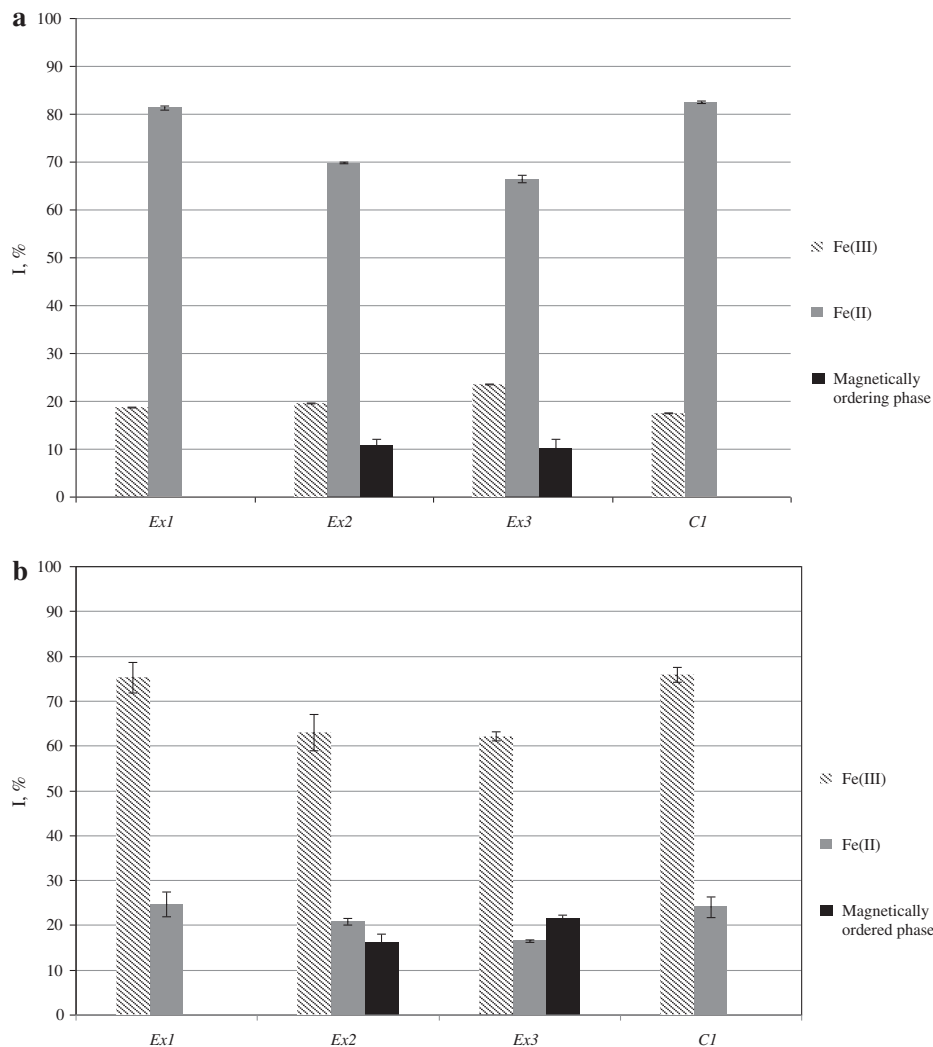 a
100
90
80
70
60
50
40
30
20
10
0
I, %
Ex1
Ex2
Ex3
C1
Fe(III)
Fe(II)
Magnetically
ordering phase
b
100
90
80
70
60
50
40
30
20
10
0
I, %
Ex1
Ex2
Ex3
C1
Fe(III)
Fe(II)
Magnetically
ordered phase